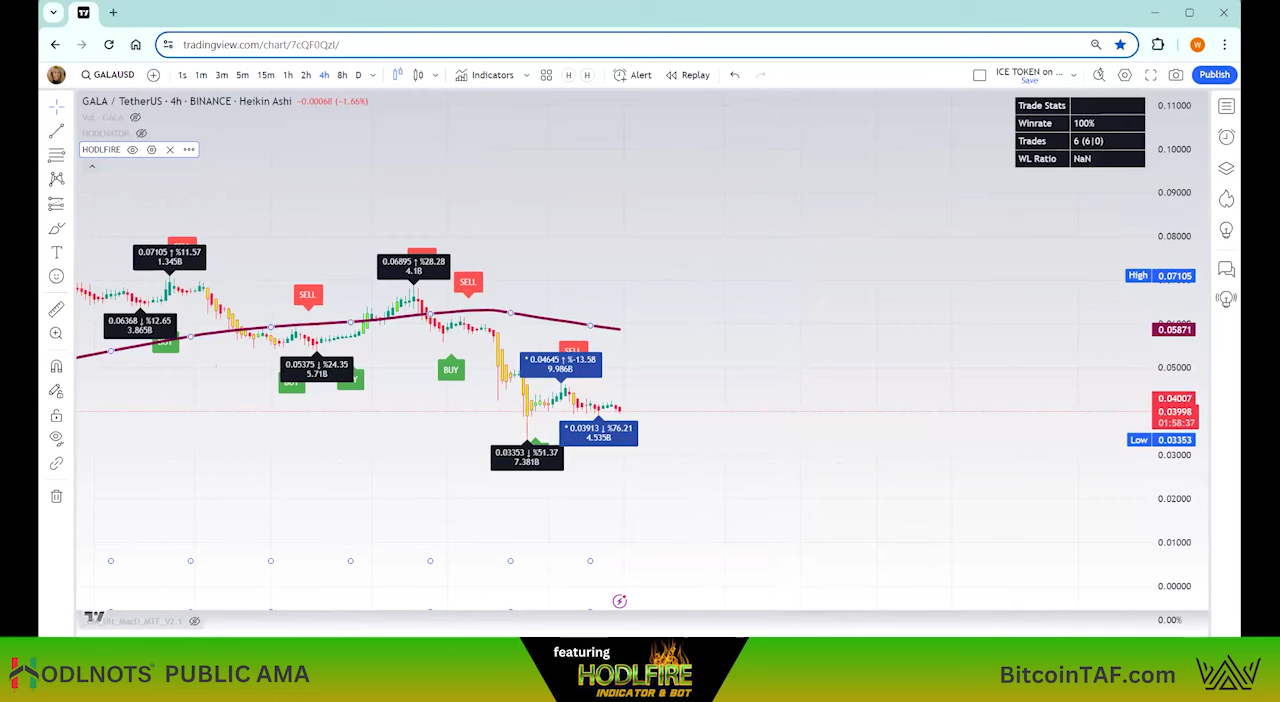 tradingview.com/chart/7cQF0QzI/
W
GALAUSD
1s 1m 3m 5m 15m 1h 2h 4h 8h D
Indicators
H H
Alert
Replay
ICE TOKEN on ...
Save
Publish
GALA / TetherUS · 4h · BINANCE · Heikin Ashi −0.00068 (−1.66%)
Vol · GALA
HODLNATOR
HODLFIRE
Trade Stats
Winrate 100%
Trades 6 (6|0)
WL Ratio NaN
0.11000
0.10000
0.09000
0.08000
High 0.07105
0.05871
0.05000
0.04007
0.03998
01:58:37
Low 0.03353
0.03000
0.02000
0.01000
0.00000
0.00%
0.07105 ↑ %11.57
1.345B
0.06368 ↓ %12.65
3.865B
SELL
0.05375 ↓ %24.35
5.71B
0.06895 ↑ %28.28
4.1B
SELL
BUY
SELL
* 0.04645 ↑ %-13.58
9.986B
* 0.03913 ↓ %76.21
4.535B
0.03353 ↓ %51.37
7.381B
HODLNOTS PUBLIC AMA
featuring
HODLFIRE
INDICATOR & BOT
BitcoinTAF.com